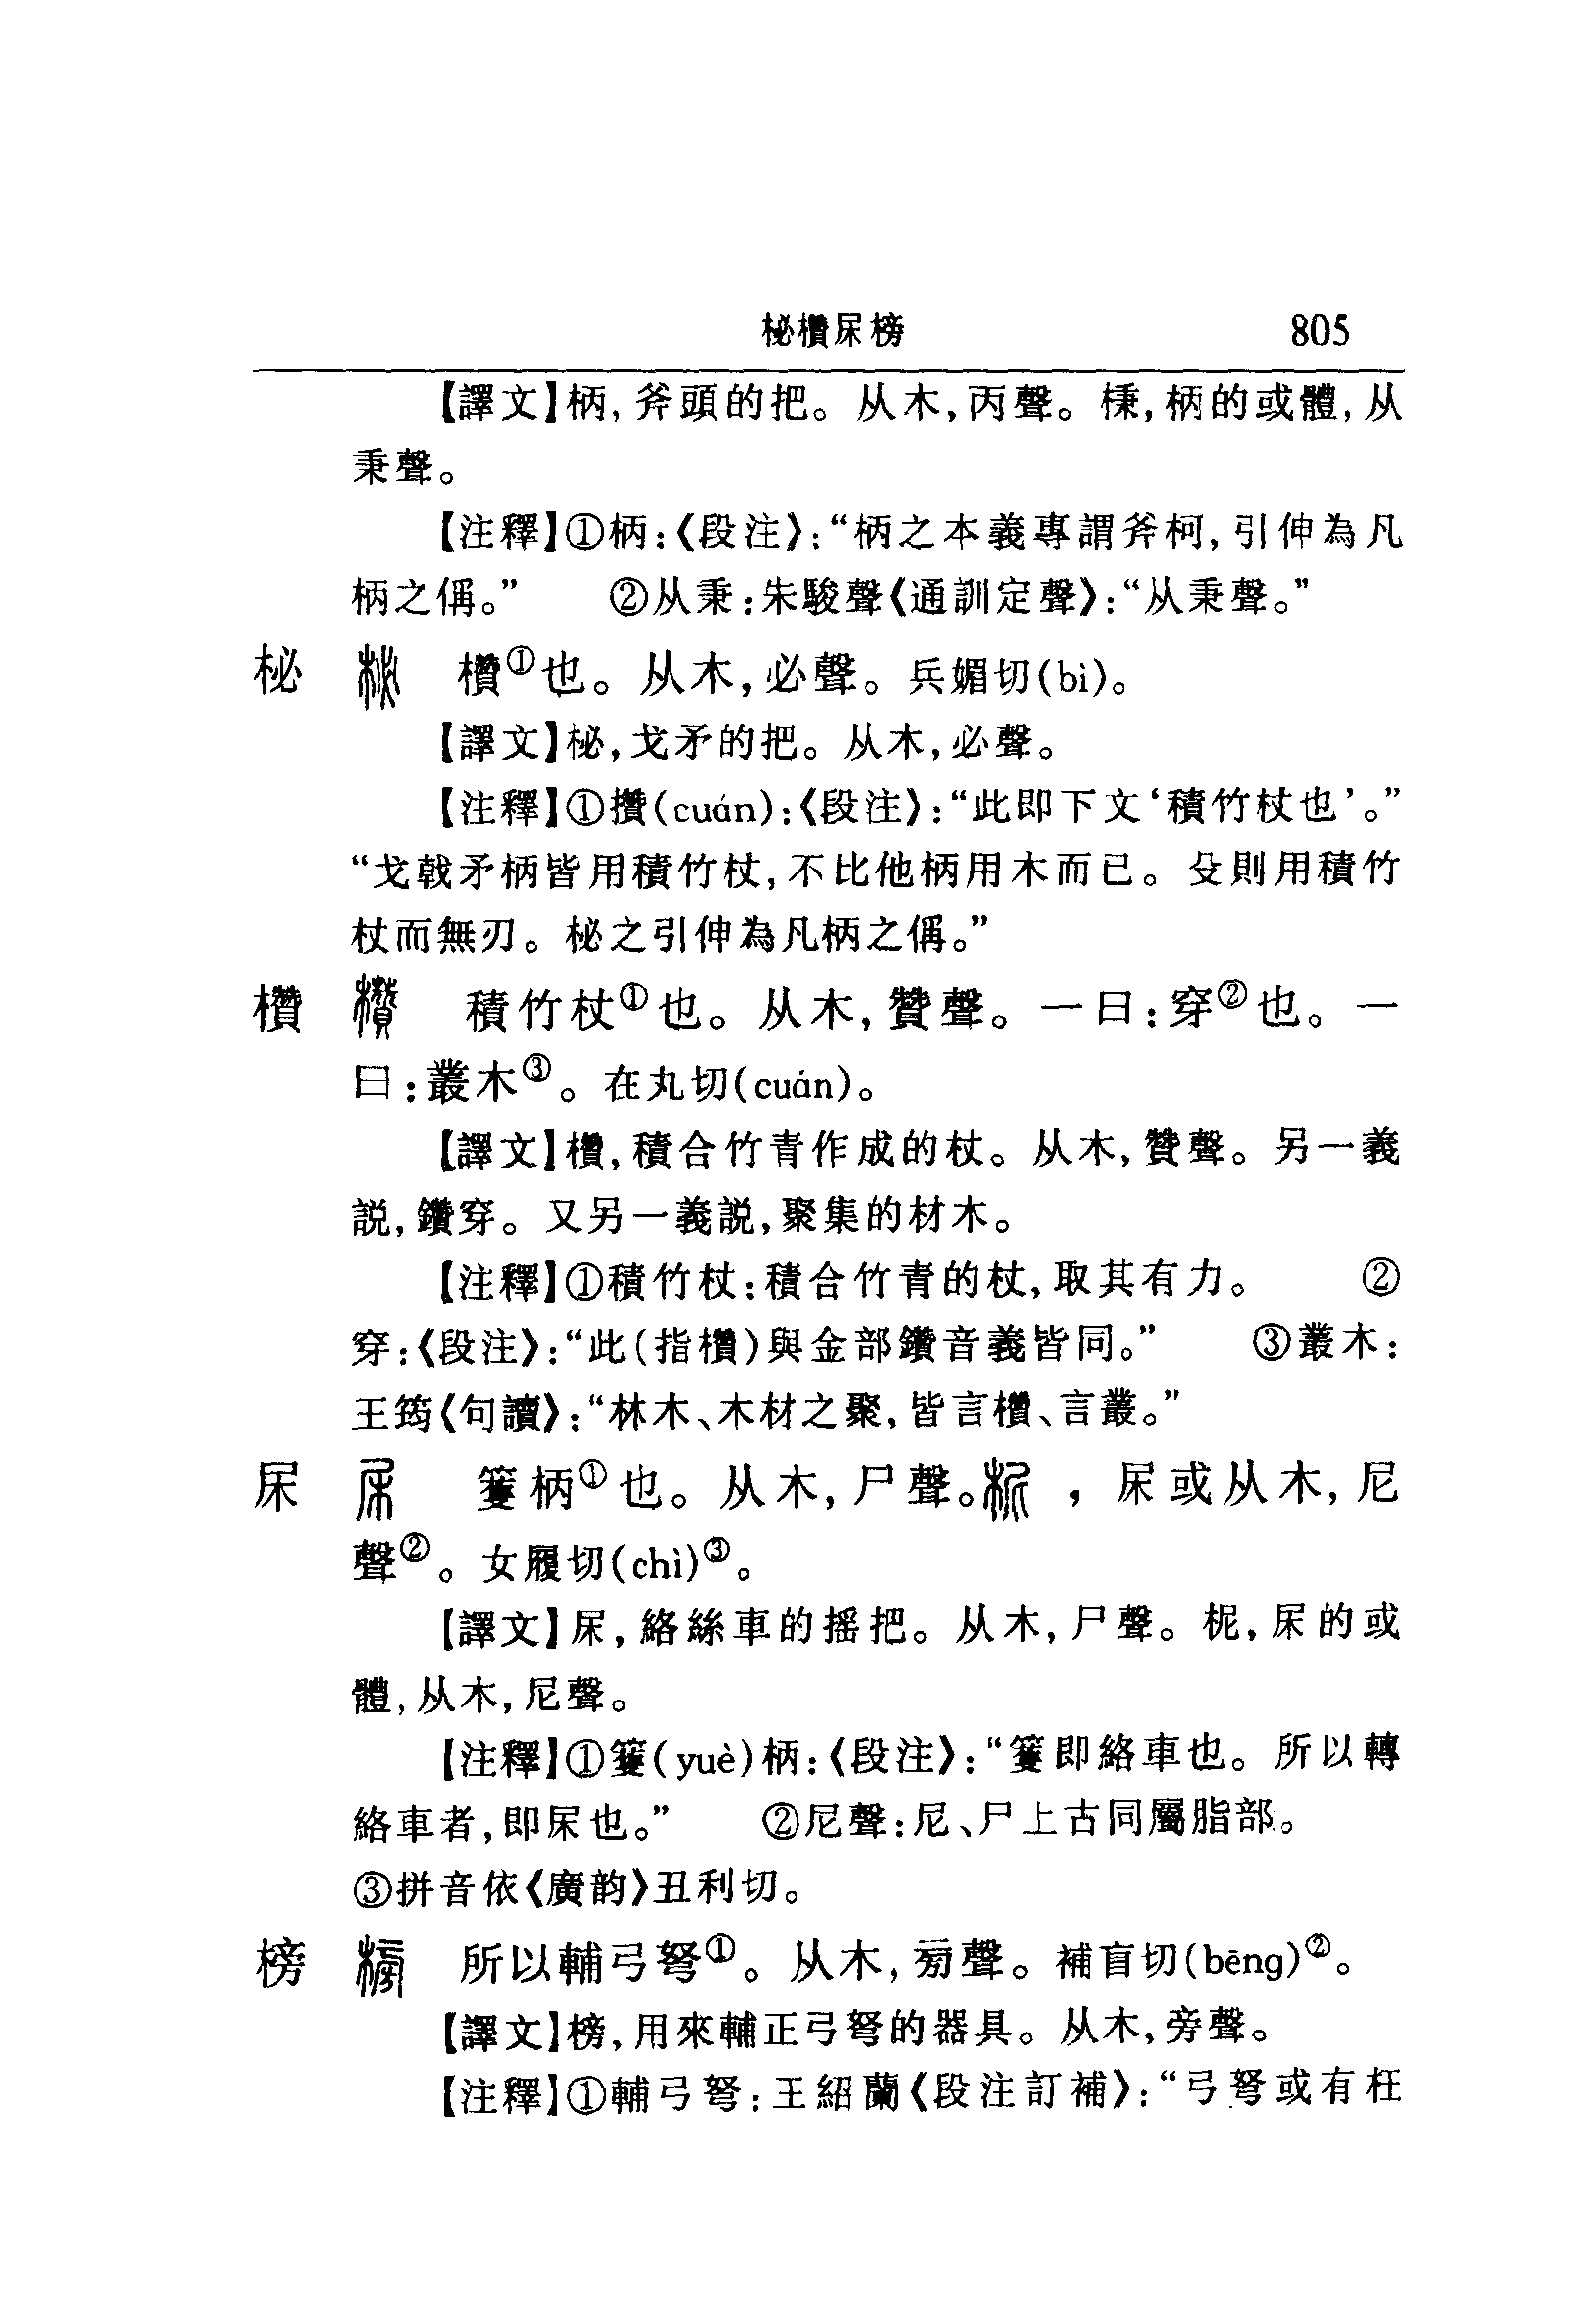 柲欑㞎榜 805
【譯文】柄，斧頭的把。从木，丙聲。棅，柄的或體，从
秉聲。
【注釋】①柄：《段注》：“柄之本義專謂斧柯，引伸為凡
柄之偁。” ②从秉：朱駿聲《通訓定聲》：“从秉聲。”
柲 欑①也。从木，必聲。兵媚切(bì)。
【譯文】柲，戈矛的把。从木，必聲。
【注釋】①攢(cuán)：《段注》：“此即下文‘積竹杖也’。”
“戈戟矛柄皆用積竹杖，不比他柄用木而已。殳則用積竹
杖而無刃。柲之引伸為凡柄之偁。”
欑 積竹杖①也。从木，贊聲。一曰：穿②也。一
曰：叢木③。在丸切(cuán)。
【譯文】欑，積合竹青作成的杖。从木，贊聲。另一義
説，鑽穿。又另一義説，聚集的材木。
【注釋】①積竹杖：積合竹青的杖，取其有力。 ②
穿：《段注》：“此(指欑)與金部鑽音義皆同。” ③叢木：
王筠《句讀》：“林木、木材之聚，皆言欑、言叢。”
杘 籰柄①也。从木，尸聲。柅，杘或从木，尼
聲②。女履切(chì)③。
【譯文】杘，絡絲車的摇把。从木，尸聲。柅，杘的或
體，从木，尼聲。
【注釋】①籰(yuè)柄：《段注》：“籰即絡車也。所以轉
絡車者，即杘也。” ②尼聲：尼、尸上古同屬脂部。
③拼音依《廣韵》丑利切。
榜 所以輔弓弩①。从木，㫄聲。補盲切(bēng)②。
【譯文】榜，用來輔正弓弩的器具。从木，旁聲。
【注釋】①輔弓弩：王紹蘭《段注訂補》：“弓弩或有枉